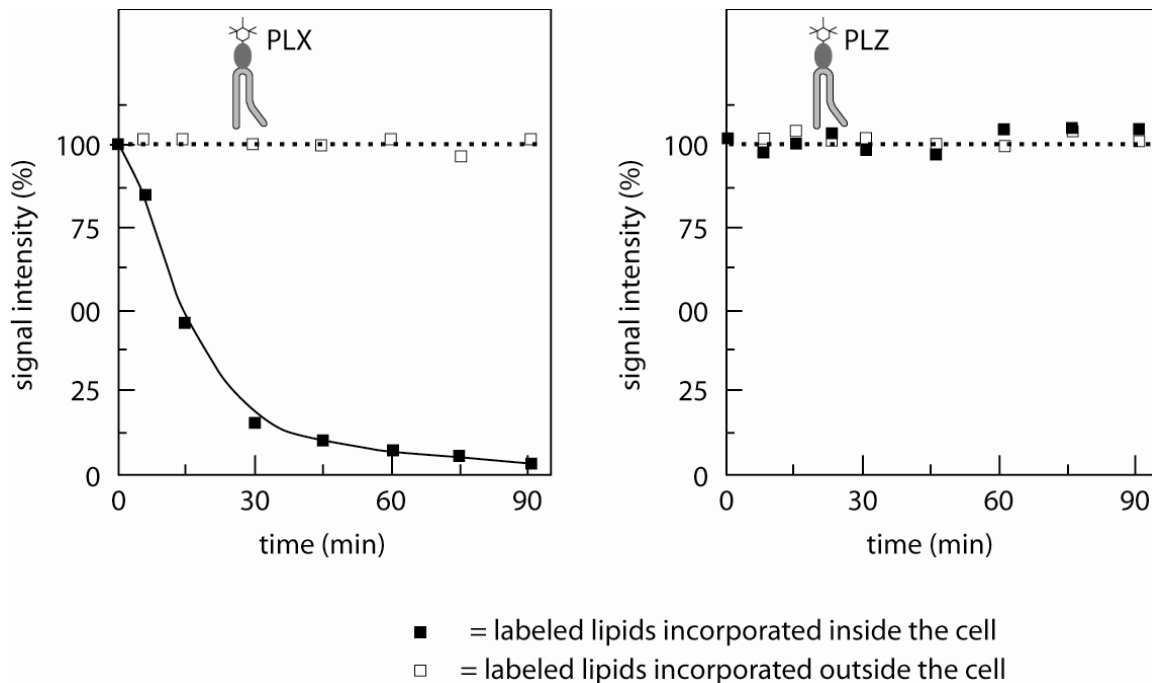 PLX
signal intensity (%)
100
75
00
25
0
0 30 60 90
time (min)
PLZ
signal intensity (%)
100
75
00
25
0
0 30 60 90
time (min)
= labeled lipids incorporated inside the cell
= labeled lipids incorporated outside the cell